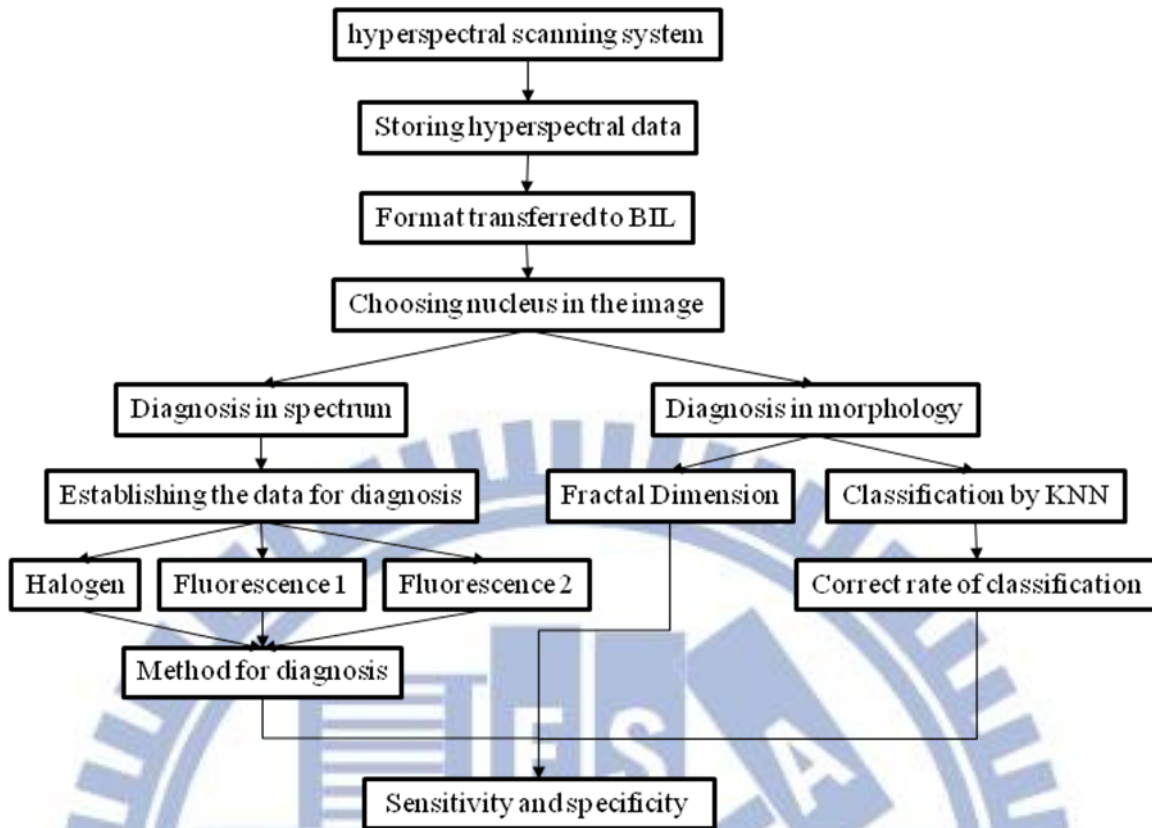 hyperspectral scanning system
Storing hyperspectral data
Format transferred to BIL
Choosing nucleus in the image
Diagnosis in spectrum
Diagnosis in morphology
Establishing the data for diagnosis
Fractal Dimension
Classification by KNN
Halogen
Fluorescence 1
Fluorescence 2
Correct rate of classification
Method for diagnosis
E S A
Sensitivity and specificity